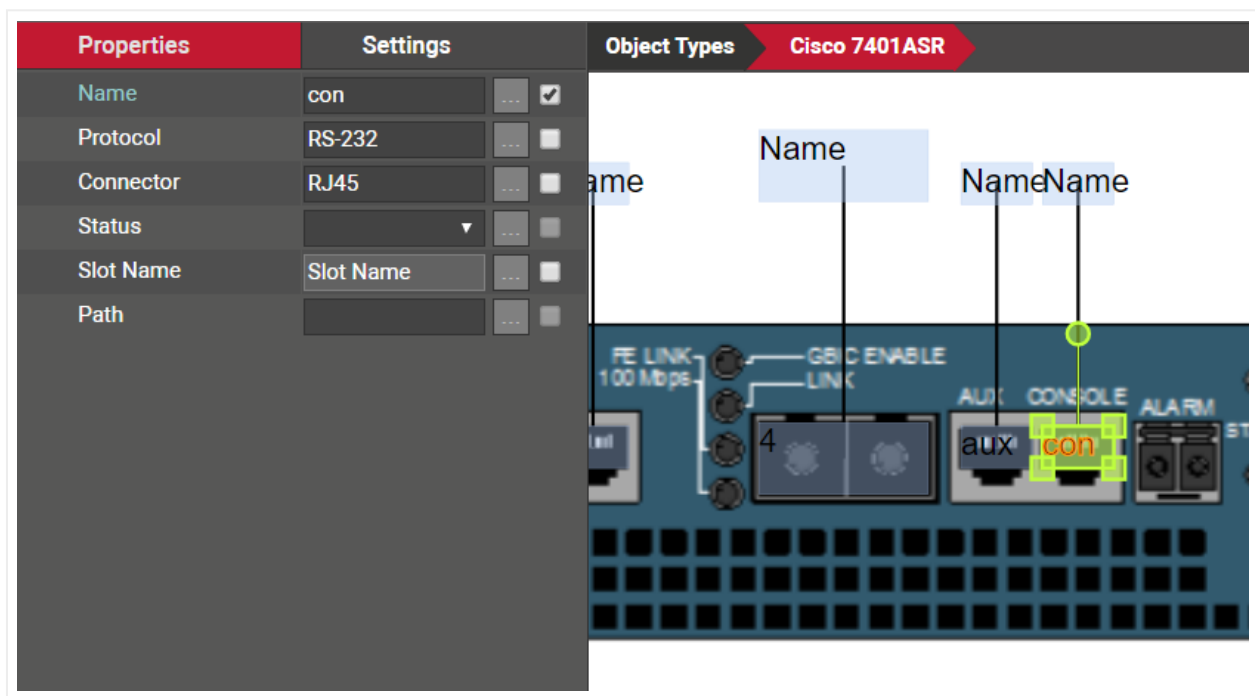 Properties
Settings
Object Types
Cisco 7401ASR
Name
con
...
Protocol
RS-232
...
Connector
RJ45
...
Status
...
Slot Name
Slot Name
...
Path
...
ame
Name
Name
Name
FE LINK
100 Mbps
GBIC ENABLE
LINK
AUX
CONSOLE
ALARM
ST
4
aux
con